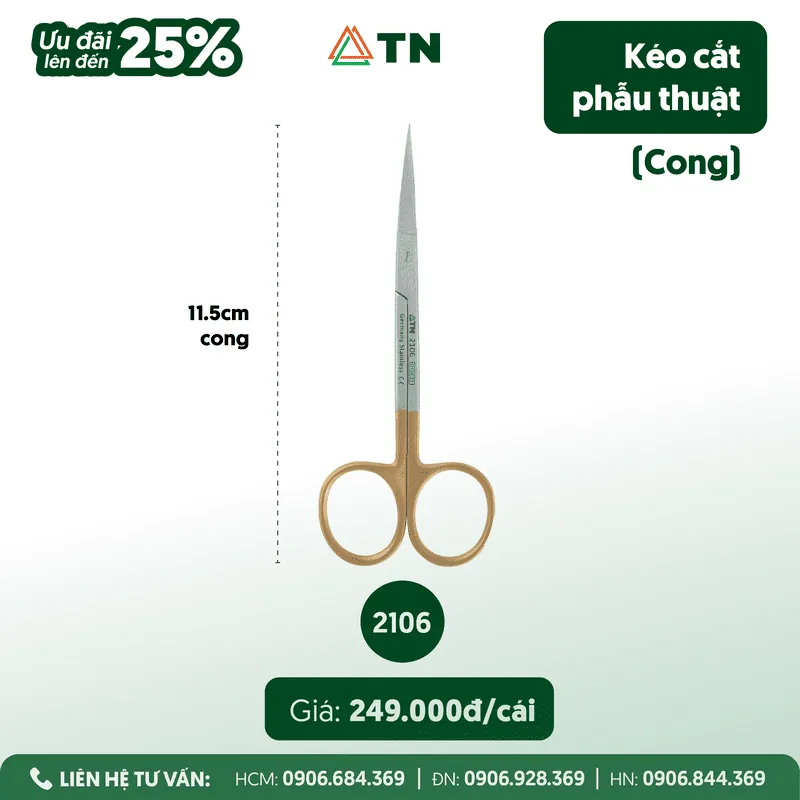 Ưu đãi
lên đến 25%
TN
Kéo cắt
phẫu thuật
(Cong)
11.5cm
cong
TN 2106
Germany Stainless CE
2106
Giá: 249.000đ/cái
LIÊN HỆ TƯ VẤN: HCM: 0906.684.369 | ĐN: 0906.928.369 | HN: 0906.844.369